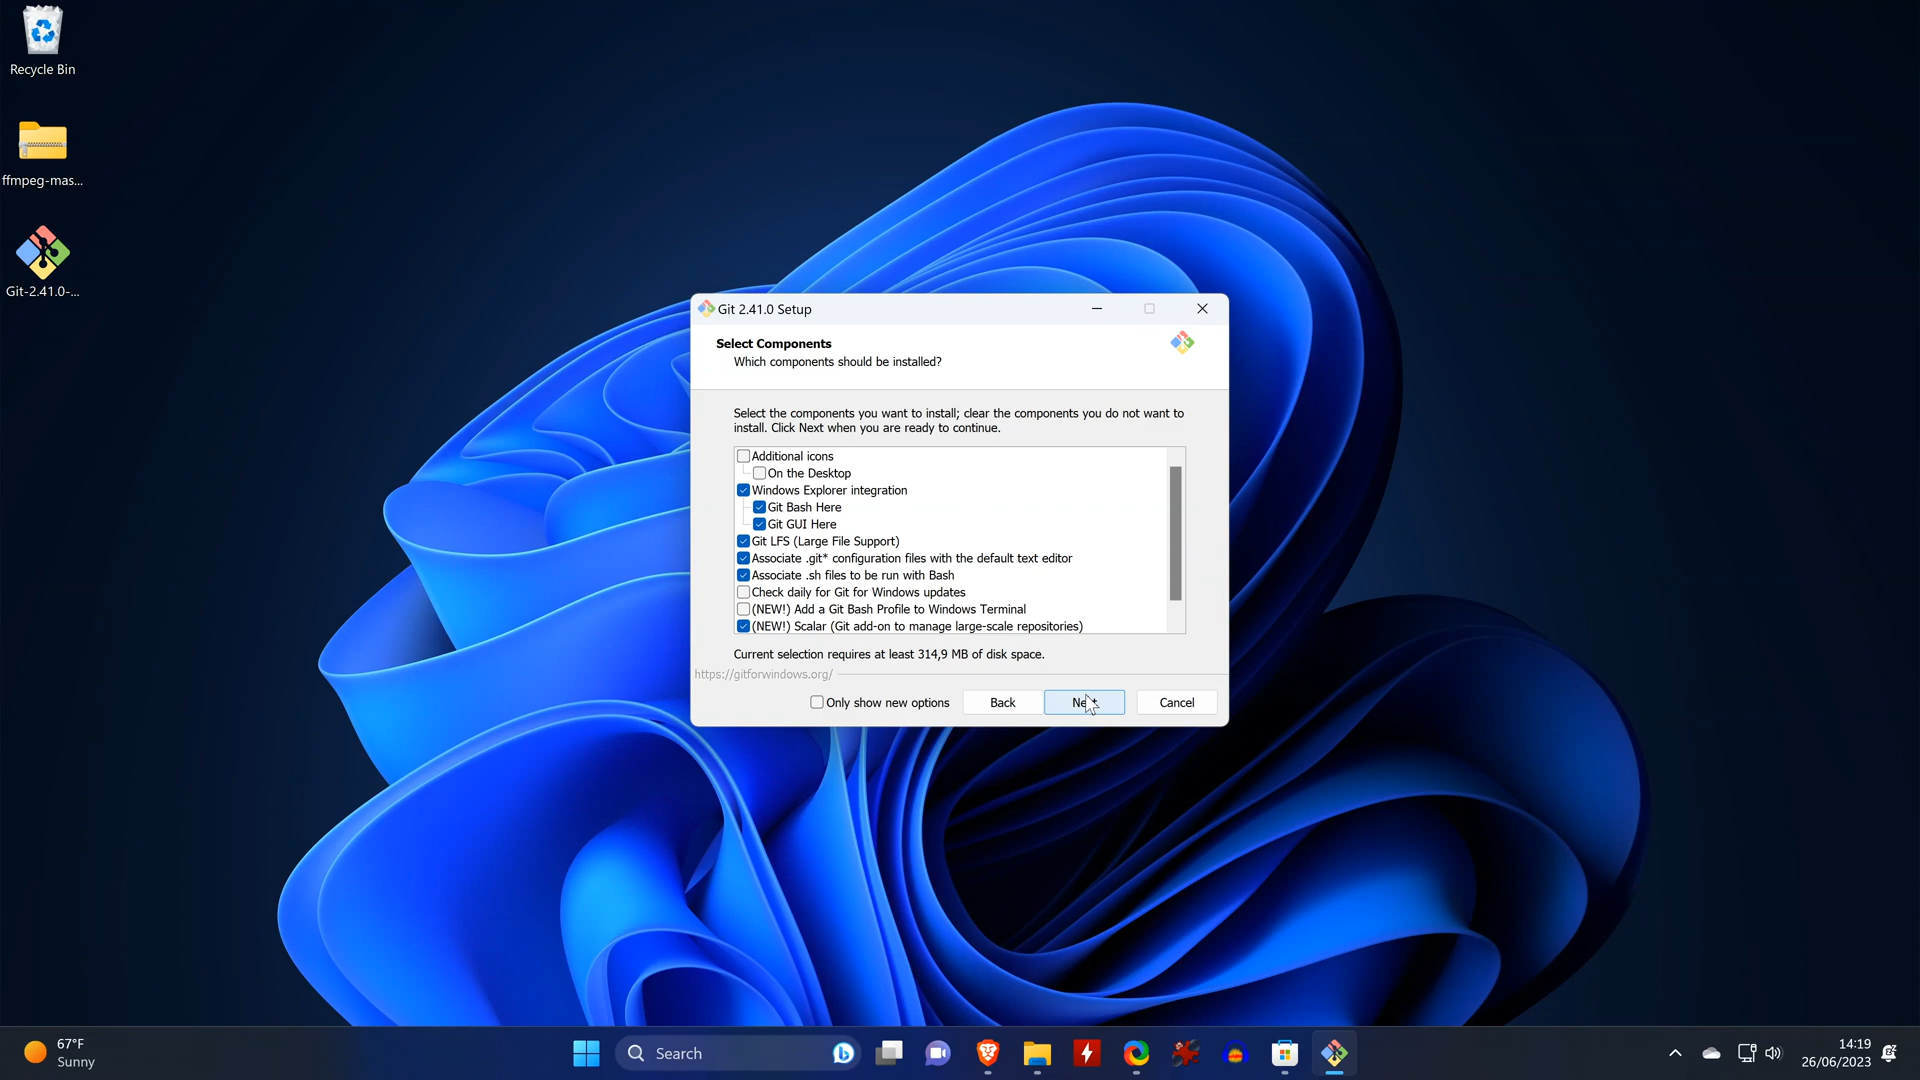 Recycle Bin
ffmpeg-mas...
Git-2.41.0-...
Git 2.41.0 Setup
Select Components
Which components should be installed?
Select the components you want to install; clear the components you do not want to
install. Click Next when you are ready to continue.
Additional icons
On the Desktop
Windows Explorer integration
Git Bash Here
Git GUI Here
Git LFS (Large File Support)
Associate .git* configuration files with the default text editor
Associate .sh files to be run with Bash
Check daily for Git for Windows updates
(NEW!) Add a Git Bash Profile to Windows Terminal
(NEW!) Scalar (Git add-on to manage large-scale repositories)
Current selection requires at least 314,9 MB of disk space.
https://gitforwindows.org/
Only show new options
Back
Next
Cancel
67°F
Sunny
Search
14:19
26/06/2023